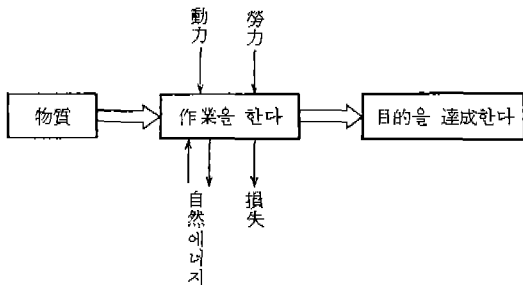 動力
勞力
物質
作業을 한다
目的을 達成한다
自然에너지
損失